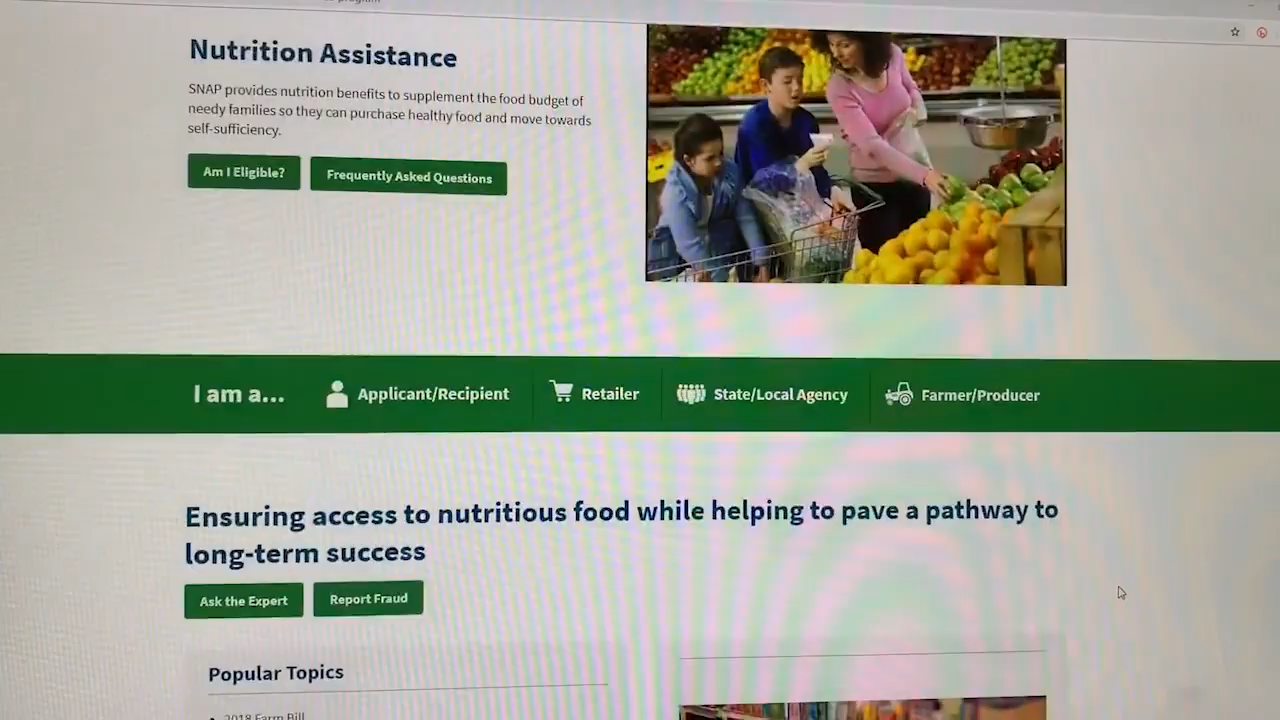 Nutrition Assistance
SNAP provides nutrition benefits to supplement the food budget of
needy families so they can purchase healthy food and move towards
self-sufficiency.
Am I Eligible?
Frequently Asked Questions
I am a...
Applicant/Recipient
Retailer
State/Local Agency
Farmer/Producer
Ensuring access to nutritious food while helping to pave a pathway to
long-term success
Ask the Expert
Report Fraud
Popular Topics
2018 Farm Bill